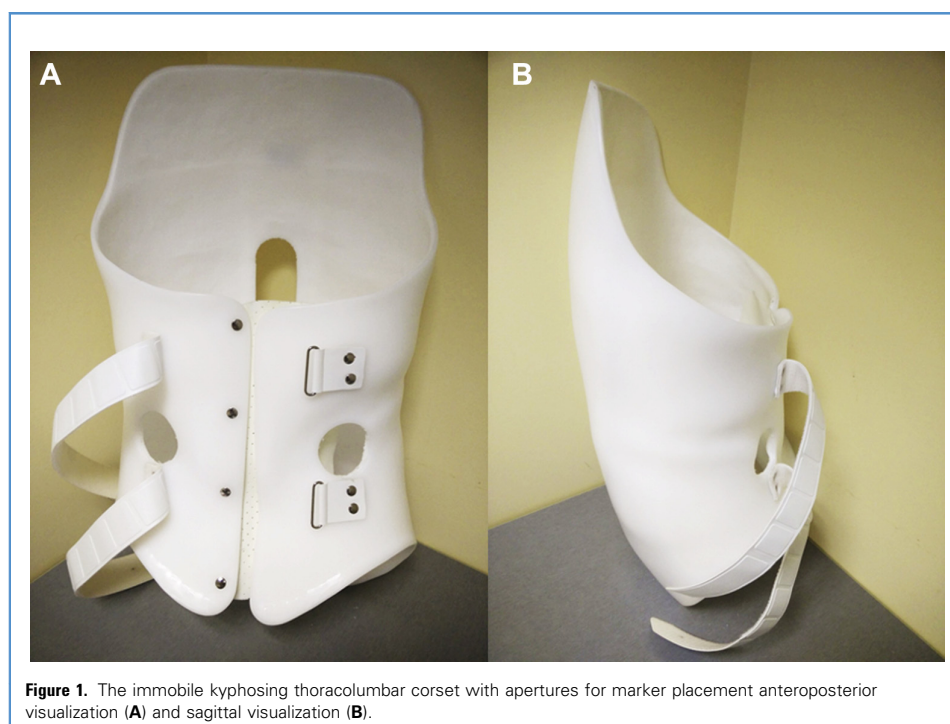 A
B
Figure 1. The immobile kyphosing thoracolumbar corset with apertures for marker placement anteroposterior
visualization (A) and sagittal visualization (B).